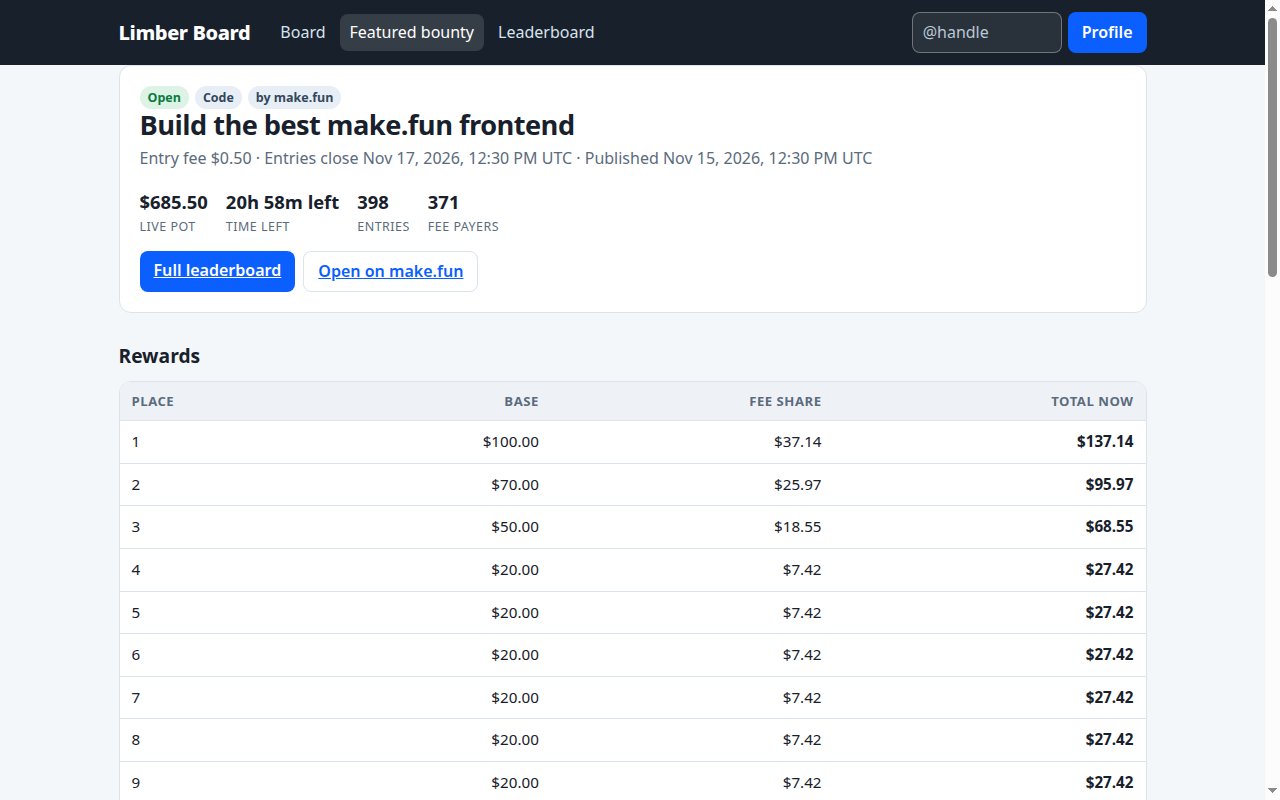 Limber Board Board Featured bounty Leaderboard @handle Profile
Open Code by make.fun
Build the best make.fun frontend
Entry fee $0.50 · Entries close Nov 17, 2026, 12:30 PM UTC · Published Nov 15, 2026, 12:30 PM UTC
$685.50 20h 58m left 398 371
LIVE POT TIME LEFT ENTRIES FEE PAYERS
Full leaderboard Open on make.fun
Rewards
PLACE BASE FEE SHARE TOTAL NOW
1 $100.00 $37.14 $137.14
2 $70.00 $25.97 $95.97
3 $50.00 $18.55 $68.55
4 $20.00 $7.42 $27.42
5 $20.00 $7.42 $27.42
6 $20.00 $7.42 $27.42
7 $20.00 $7.42 $27.42
8 $20.00 $7.42 $27.42
9 $20.00 $7.42 $27.42